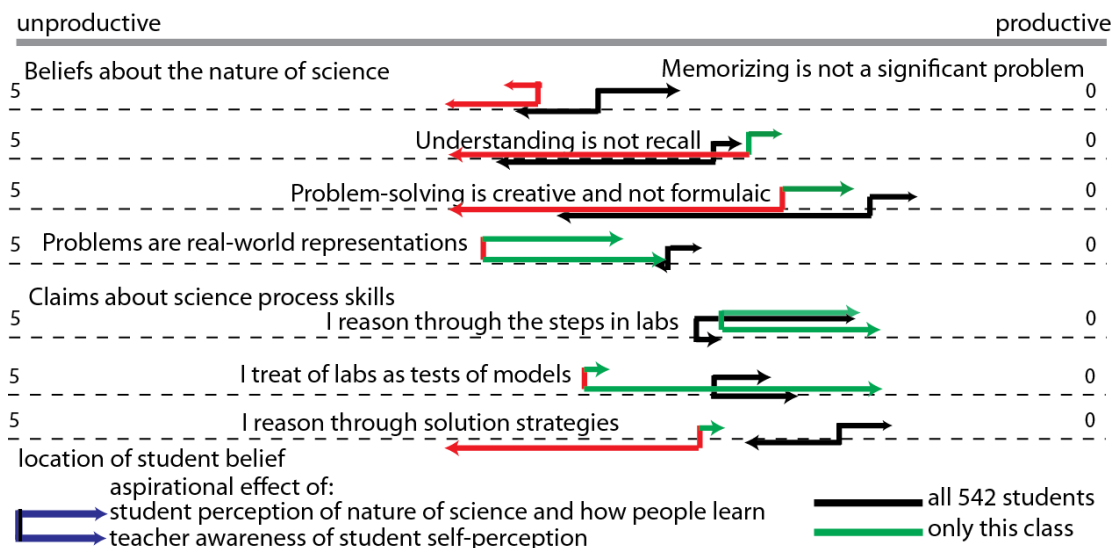 unproductive productive
Beliefs about the nature of science Memorizing is not a significant problem
5 0
Understanding is not recall
5 0
Problem-solving is creative and not formulaic
5 0
Problems are real-world representations
5 0
Claims about science process skills
5 0
I reason through the steps in labs
I treat of labs as tests of models
5 0
I reason through solution strategies
5 0
location of student belief
aspirational effect of:
student perception of nature of science and how people learn
teacher awareness of student self-perception
all 542 students
only this class